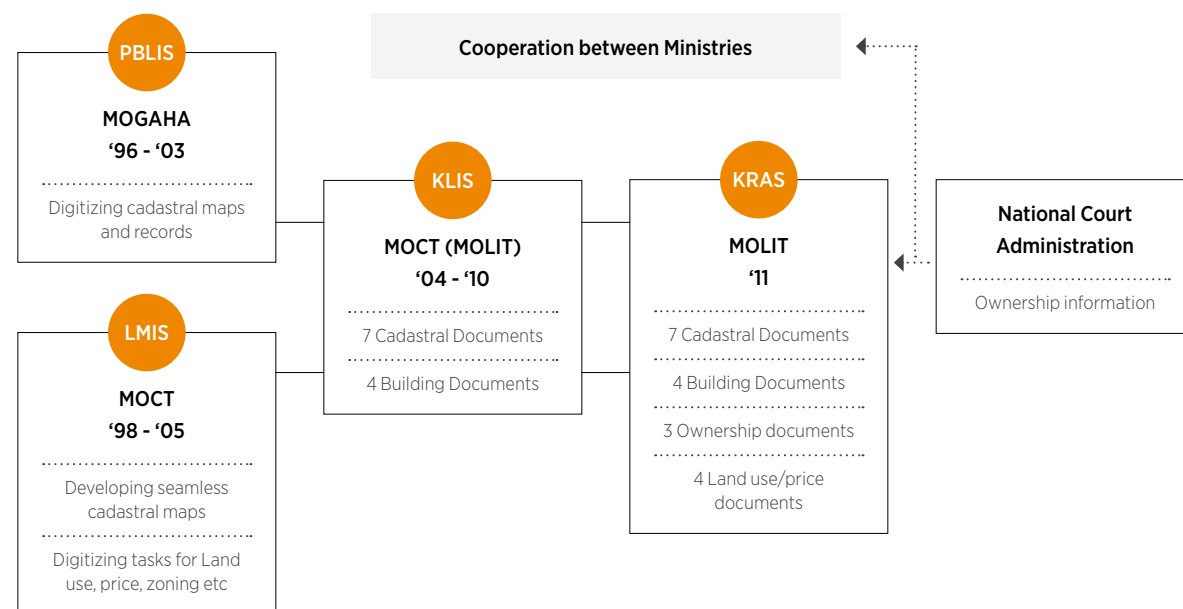 PBLIS
MOGAHA
‘96 - ‘03
Digitizing cadastral maps
and records
LMIS
MOCT
‘98 - ‘05
Developing seamless
cadastral maps
Digitizing tasks for Land
use, price, zoning etc
Cooperation between Ministries
KLIS
MOCT (MOLIT)
‘04 - ‘10
7 Cadastral Documents
4 Building Documents
KRAS
MOLIT
‘11
7 Cadastral Documents
4 Building Documents
3 Ownership documents
4 Land use/price
documents
National Court
Administration
Ownership information